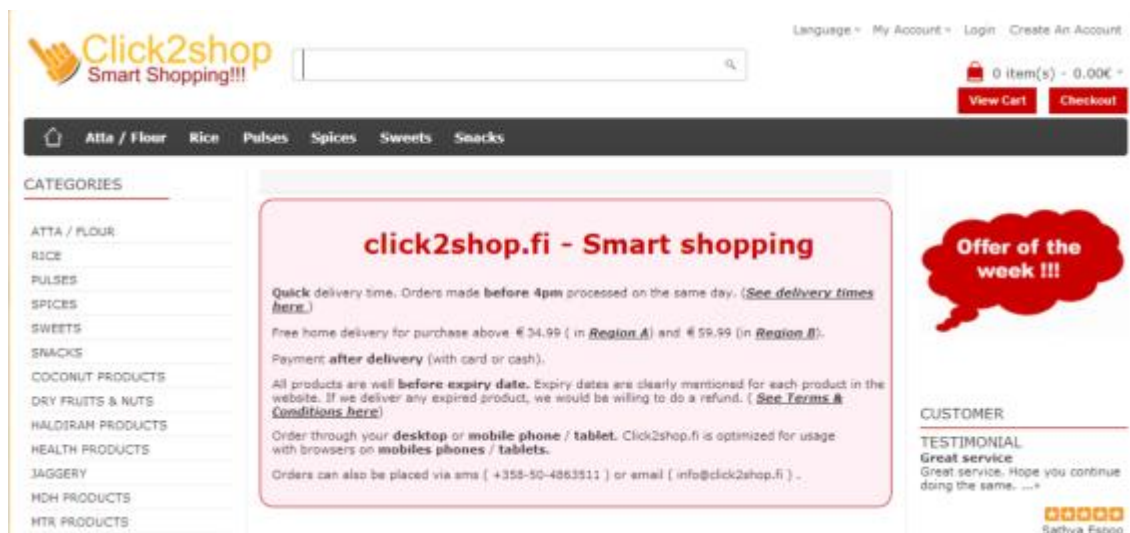 Click2shop
Smart Shopping!!!
Language
My Account
Login
Create An Account
0 item(s) - 0.00€
View Cart
Checkout
Atta / Flour
Rice
Pulses
Spices
Sweets
Snacks
CATEGORIES
ATTA / FLOUR
RICE
PULSES
SPICES
SWEETS
SNACKS
COCONUT PRODUCTS
DRY FRUITS & NUTS
HALDIRAM PRODUCTS
HEALTH PRODUCTS
JAGGERY
MDH PRODUCTS
MTR PRODUCTS
click2shop.fi - Smart shopping
Quick delivery time. Orders made before 4pm processed on the same day. (See delivery times
here )
Free home delivery for purchase above €34.99 ( in Region A) and €59.99 (in Region B).
Payment after delivery (with card or cash).
All products are well before expiry date. Expiry dates are clearly mentioned for each product in the
website. If we deliver any expired product, we would be willing to do a refund. ( See Terms &
Conditions here)
Order through your desktop or mobile phone / tablet. Click2shop.fi is optimized for usage
with browsers on mobiles phones / tablets.
Orders can also be placed via sms ( +358-50-4863511 ) or email ( info@click2shop.fi ) .
Offer of the
week !!!
CUSTOMER
TESTIMONIAL
Great service
Great service. Hope you continue
doing the same. ...+
Sathya Espoo